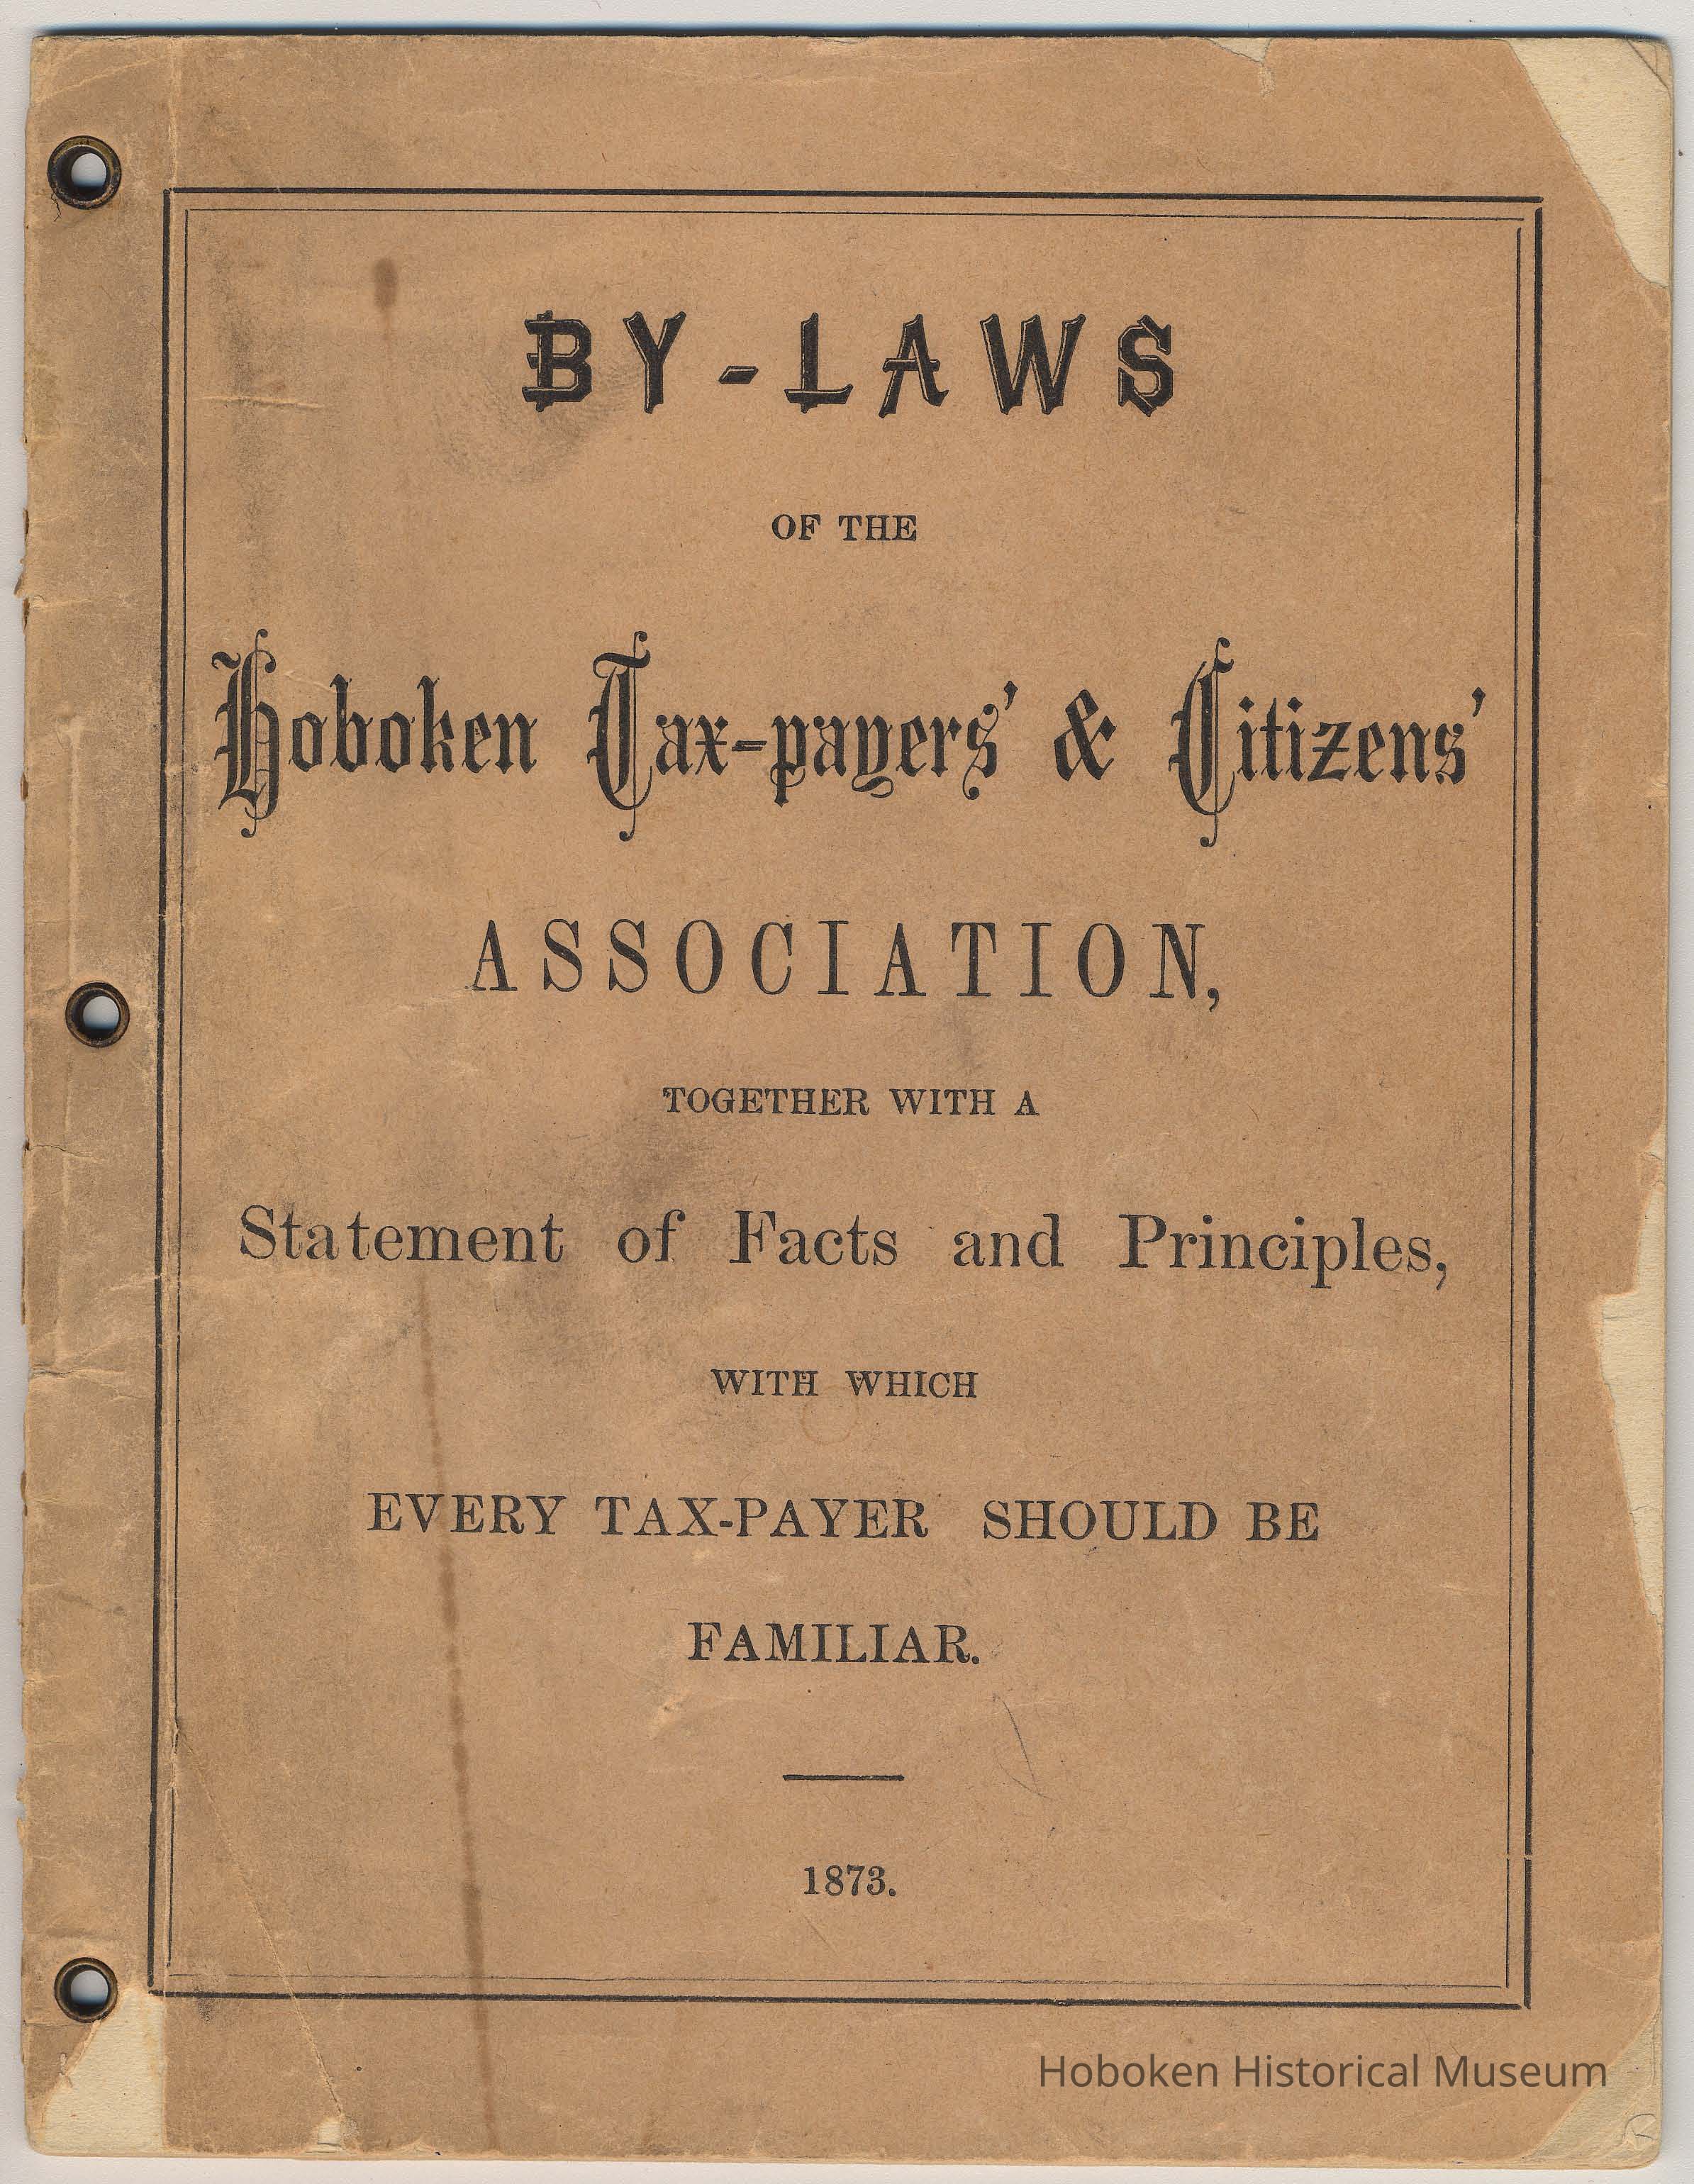 BY-LAWS
OF THE
Hoboken Tax-payers' & Citizens'
ASSOCIATION,
TOGETHER WITH A
Statement of Facts and Principles,
WITH WHICH
EVERY TAX-PAYER SHOULD BE
FAMILIAR.
1873.
Hoboken Historical Museum